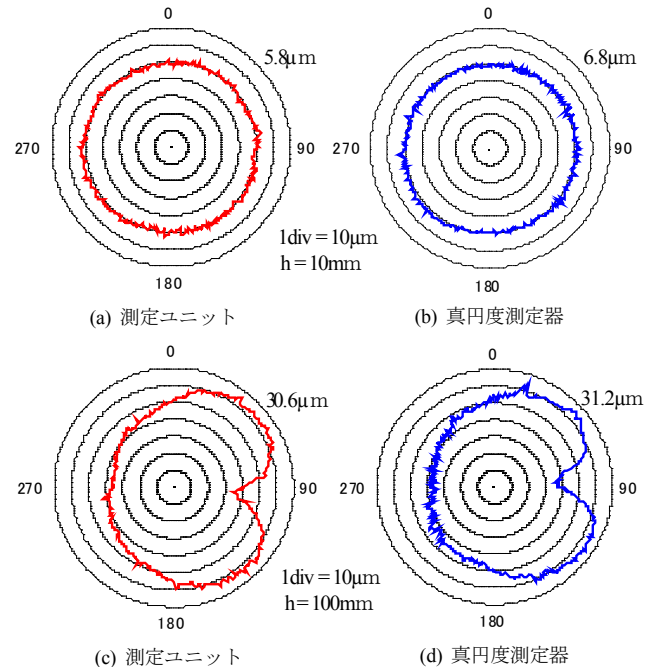 0
0
5.8μm
6.8μm
270
90
270
90
1div = 10μm
h = 10mm
180
180
(a) 測定ユニット
(b) 真円度測定器
0
0
30.6μm
31.2μm
270
90
270
90
1div = 10μm
h = 100mm
180
180
(c) 測定ユニット
(d) 真円度測定器